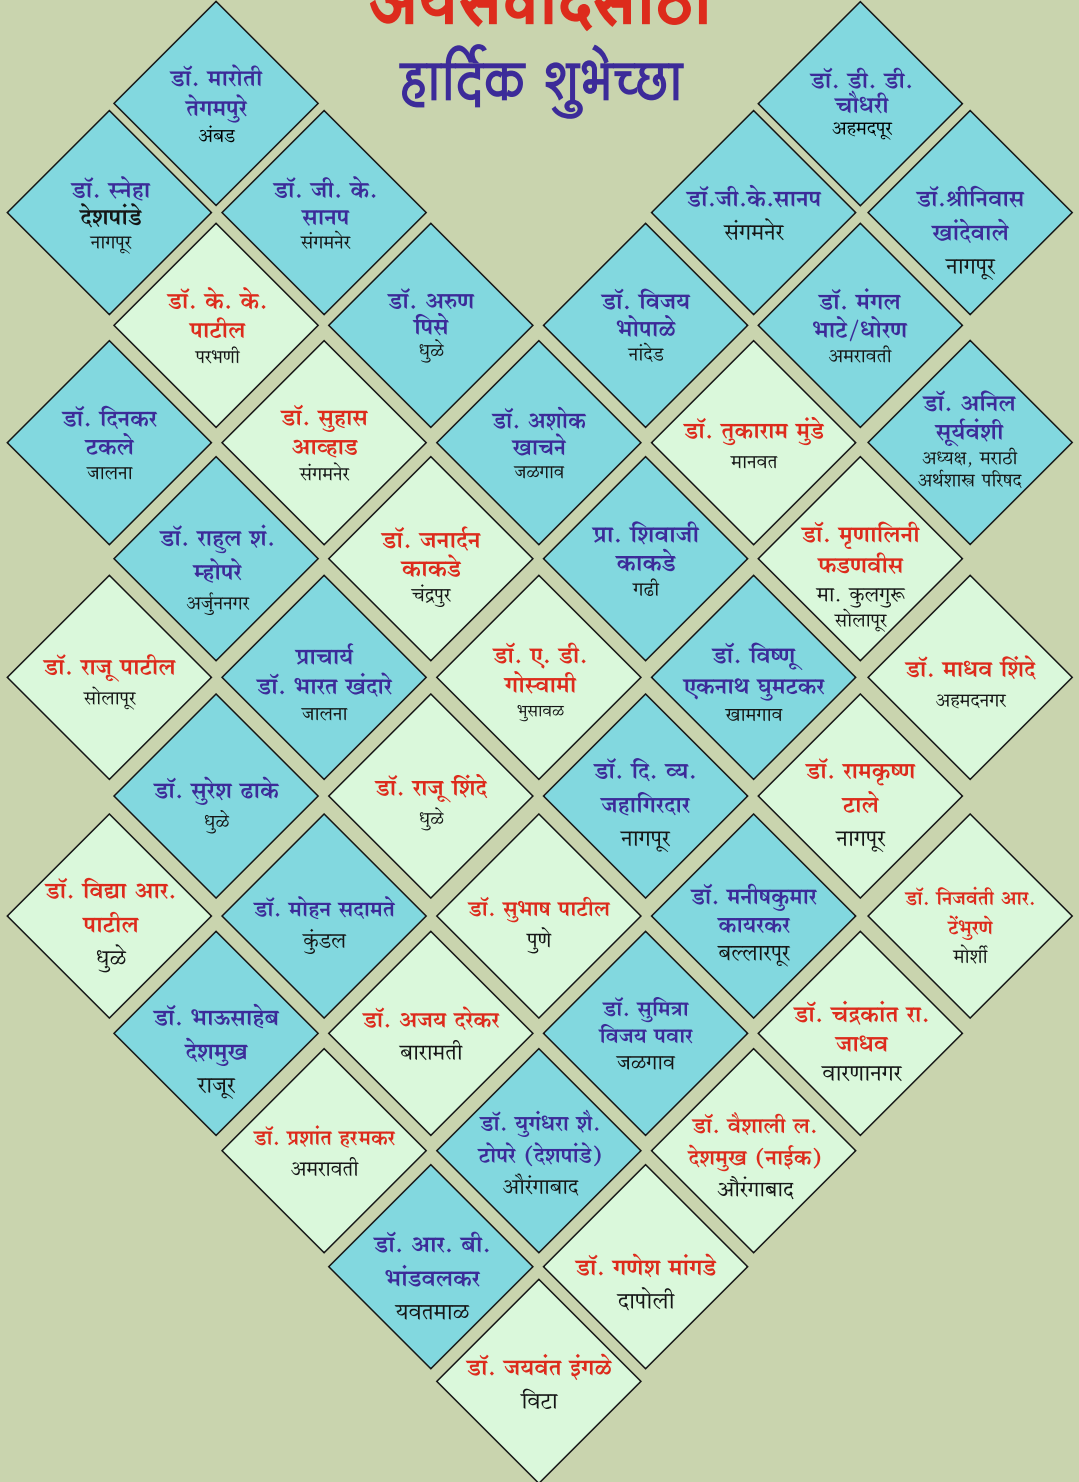 अर्थसंवादसाठी
हार्दिक शुभेच्छा
डॉ. मारोती
तेगमपुरे
अंबड
डॉ. डी. डी.
चौधरी
अहमदपूर
डॉ. स्नेहा
देशपांडे
नागपूर
डॉ. जी. के.
सानप
संगमनेर
डॉ.जी.के.सानप
संगमनेर
डॉ.श्रीनिवास
खांदेवाले
नागपूर
डॉ. के. के.
पाटील
परभणी
डॉ. अरुण
पिसे
धुळे
डॉ. विजय
भोपाळे
नांदेड
डॉ. मंगल
भाटे/धोरण
अमरावती
डॉ. दिनकर
टकले
जालना
डॉ. सुहास
आव्हाड
संगमनेर
डॉ. अशोक
खाचने
जळगाव
डॉ. तुकाराम मुंडे
मानवत
डॉ. अनिल
सूर्यवंशी
अध्यक्ष, मराठी
अर्थशास्त्र परिषद
डॉ. राहुल शं.
म्होपरे
अर्जुननगर
डॉ. जनार्दन
काकडे
चंद्रपुर
प्रा. शिवाजी
काकडे
गढी
डॉ. मृणालिनी
फडणवीस
मा. कुलगुरू
सोलापूर
डॉ. राजू पाटील
सोलापूर
प्राचार्य
डॉ. भारत खंदारे
जालना
डॉ. ए. डी.
गोस्वामी
भुसावळ
डॉ. विष्णू
एकनाथ घुमटकर
खामगाव
डॉ. माधव शिंदे
अहमदनगर
डॉ. सुरेश ढाके
धुळे
डॉ. राजू शिंदे
धुळे
डॉ. दि. व्य.
जहागिरदार
नागपूर
डॉ. रामकृष्ण
टाले
नागपूर
डॉ. विद्या आर.
पाटील
धुळे
डॉ. मोहन सदामते
कुंडल
डॉ. सुभाष पाटील
पुणे
डॉ. मनीषकुमार
कायरकर
बल्लारपूर
डॉ. निजवंती आर.
टेंभुरणे
मोर्शी
डॉ. भाऊसाहेब
देशमुख
राजूर
डॉ. अजय दरेकर
बारामती
डॉ. सुमित्रा
विजय पवार
जळगाव
डॉ. चंद्रकांत रा.
जाधव
वारणानगर
डॉ. प्रशांत हरमकर
अमरावती
डॉ. युगंधरा शै.
टोपरे (देशपांडे)
औरंगाबाद
डॉ. वैशाली ल.
देशमुख (नाईक)
औरंगाबाद
डॉ. आर. बी.
भांडवलकर
यवतमाळ
डॉ. गणेश मांगडे
दापोली
डॉ. जयवंत इंगळे
विटा